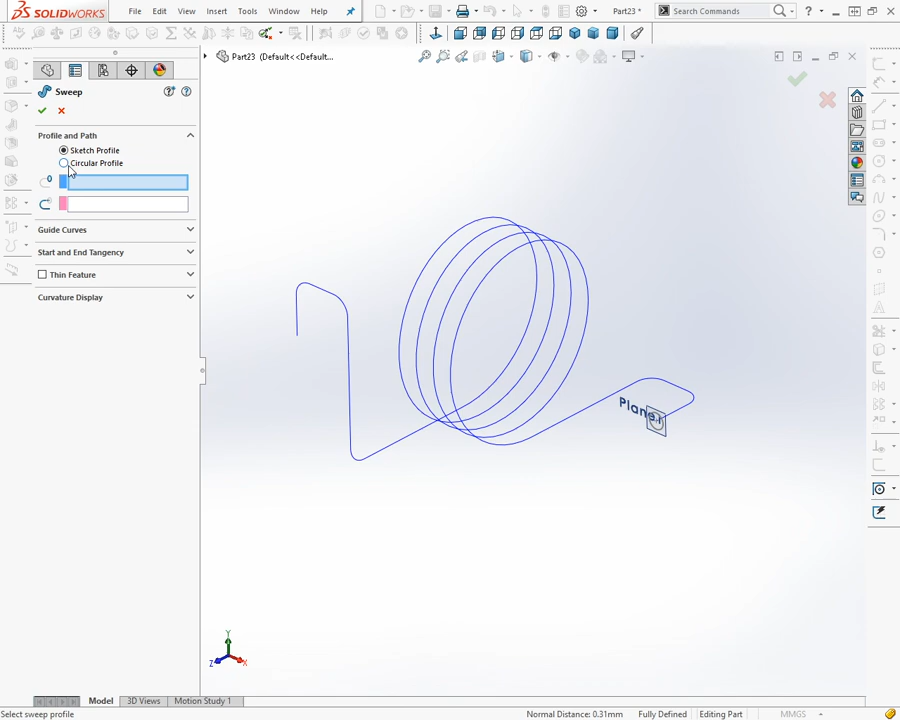 SOLIDWORKS File Edit View Insert Tools Window Help Part23 * Search Commands
Part23 (Default<<Default...
Sweep
Profile and Path
Sketch Profile
Circular Profile
Guide Curves
Start and End Tangency
Thin Feature
Curvature Display
Plane1
Y
Z
X
Model 3D Views Motion Study 1
Select sweep profile Normal Distance: 0.31mm Fully Defined Editing Part MMGS